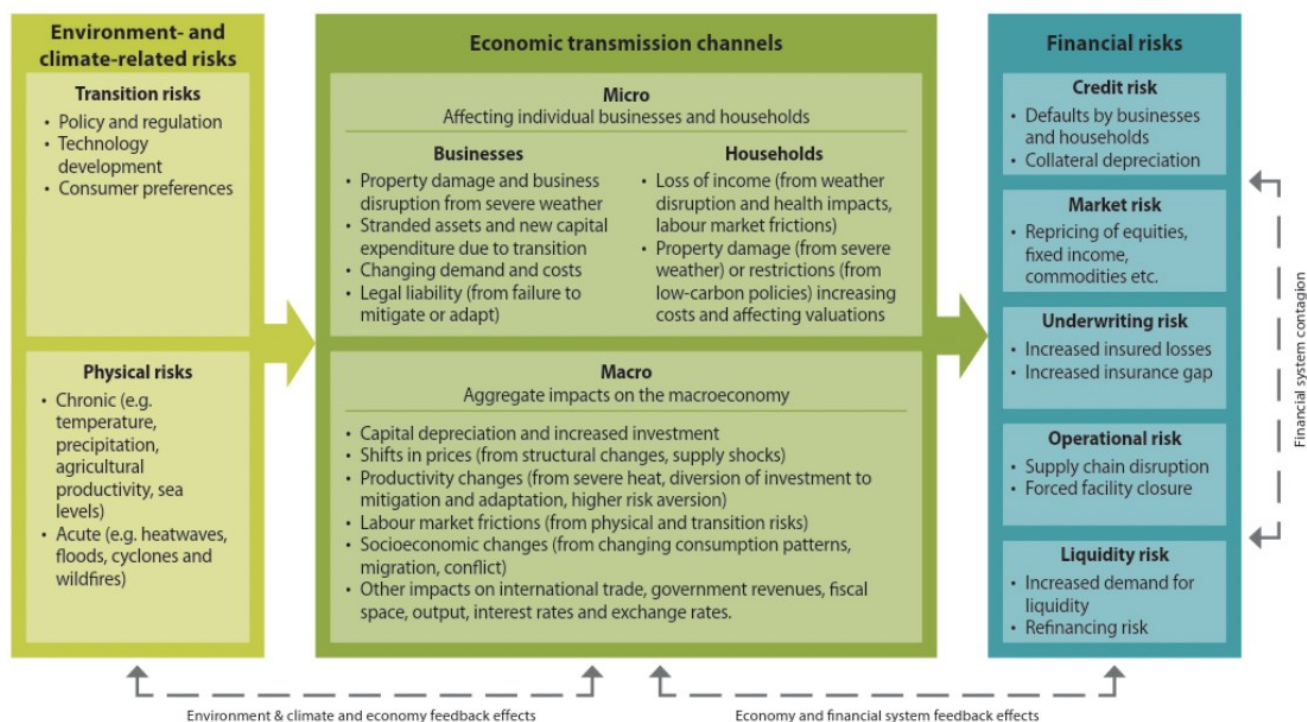 Environment- and
climate-related risks
Transition risks
• Policy and regulation
• Technology
development
• Consumer preferences
Physical risks
• Chronic (e.g.
temperature,
precipitation,
agricultural
productivity, sea
levels)
• Acute (e.g. heatwaves,
floods, cyclones and
wildfires)
Economic transmission channels
Micro
Affecting individual businesses and households
Businesses
• Property damage and business
disruption from severe weather
• Stranded assets and new capital
expenditure due to transition
• Changing demand and costs
• Legal liability (from failure to
mitigate or adapt)
Households
• Loss of income (from weather
disruption and health impacts,
labour market frictions)
• Property damage (from severe
weather) or restrictions (from
low-carbon policies) increasing
costs and affecting valuations
Macro
Aggregate impacts on the macroeconomy
• Capital depreciation and increased investment
• Shifts in prices (from structural changes, supply shocks)
• Productivity changes (from severe heat, diversion of investment to
mitigation and adaptation, higher risk aversion)
• Labour market frictions (from physical and transition risks)
• Socioeconomic changes (from changing consumption patterns,
migration, conflict)
• Other impacts on international trade, government revenues, fiscal
space, output, interest rates and exchange rates.
Financial risks
Credit risk
• Defaults by businesses
and households
• Collateral depreciation
Market risk
• Repricing of equities,
fixed income,
commodities etc.
Underwriting risk
• Increased insured losses
• Increased insurance gap
Operational risk
• Supply chain disruption
• Forced facility closure
Liquidity risk
• Increased demand for
liquidity
• Refinancing risk
Financial system contagion
Environment & climate and economy feedback effects
Economy and financial system feedback effects